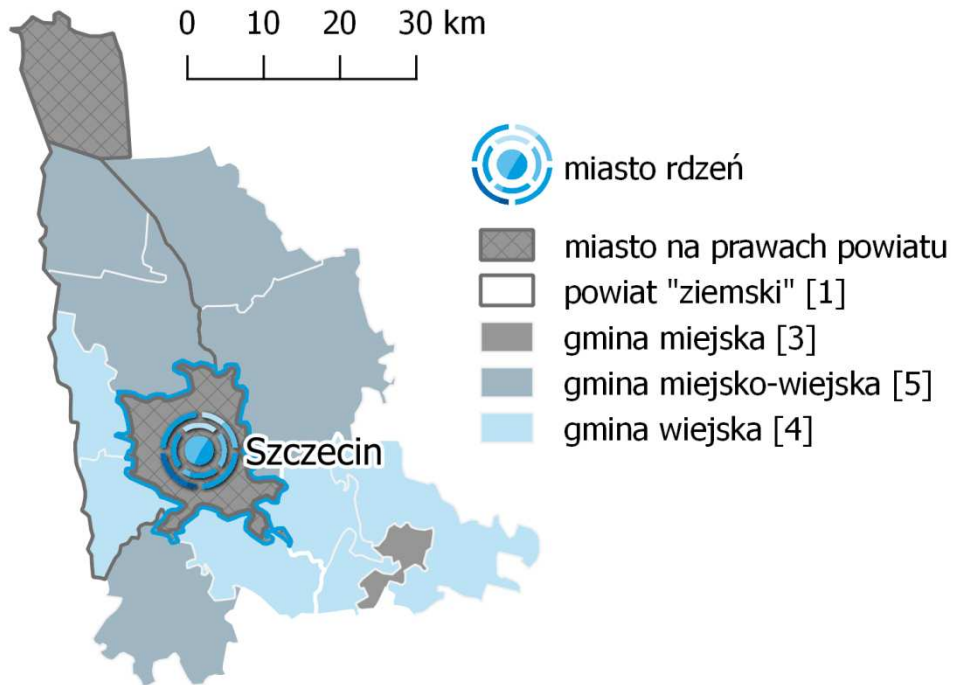 0 10 20 30 km
miasto rdzeń
miasto na prawach powiatu
powiat "ziemski" [1]
gmina miejska [3]
gmina miejsko-wiejska [5]
gmina wiejska [4]
Szczecin